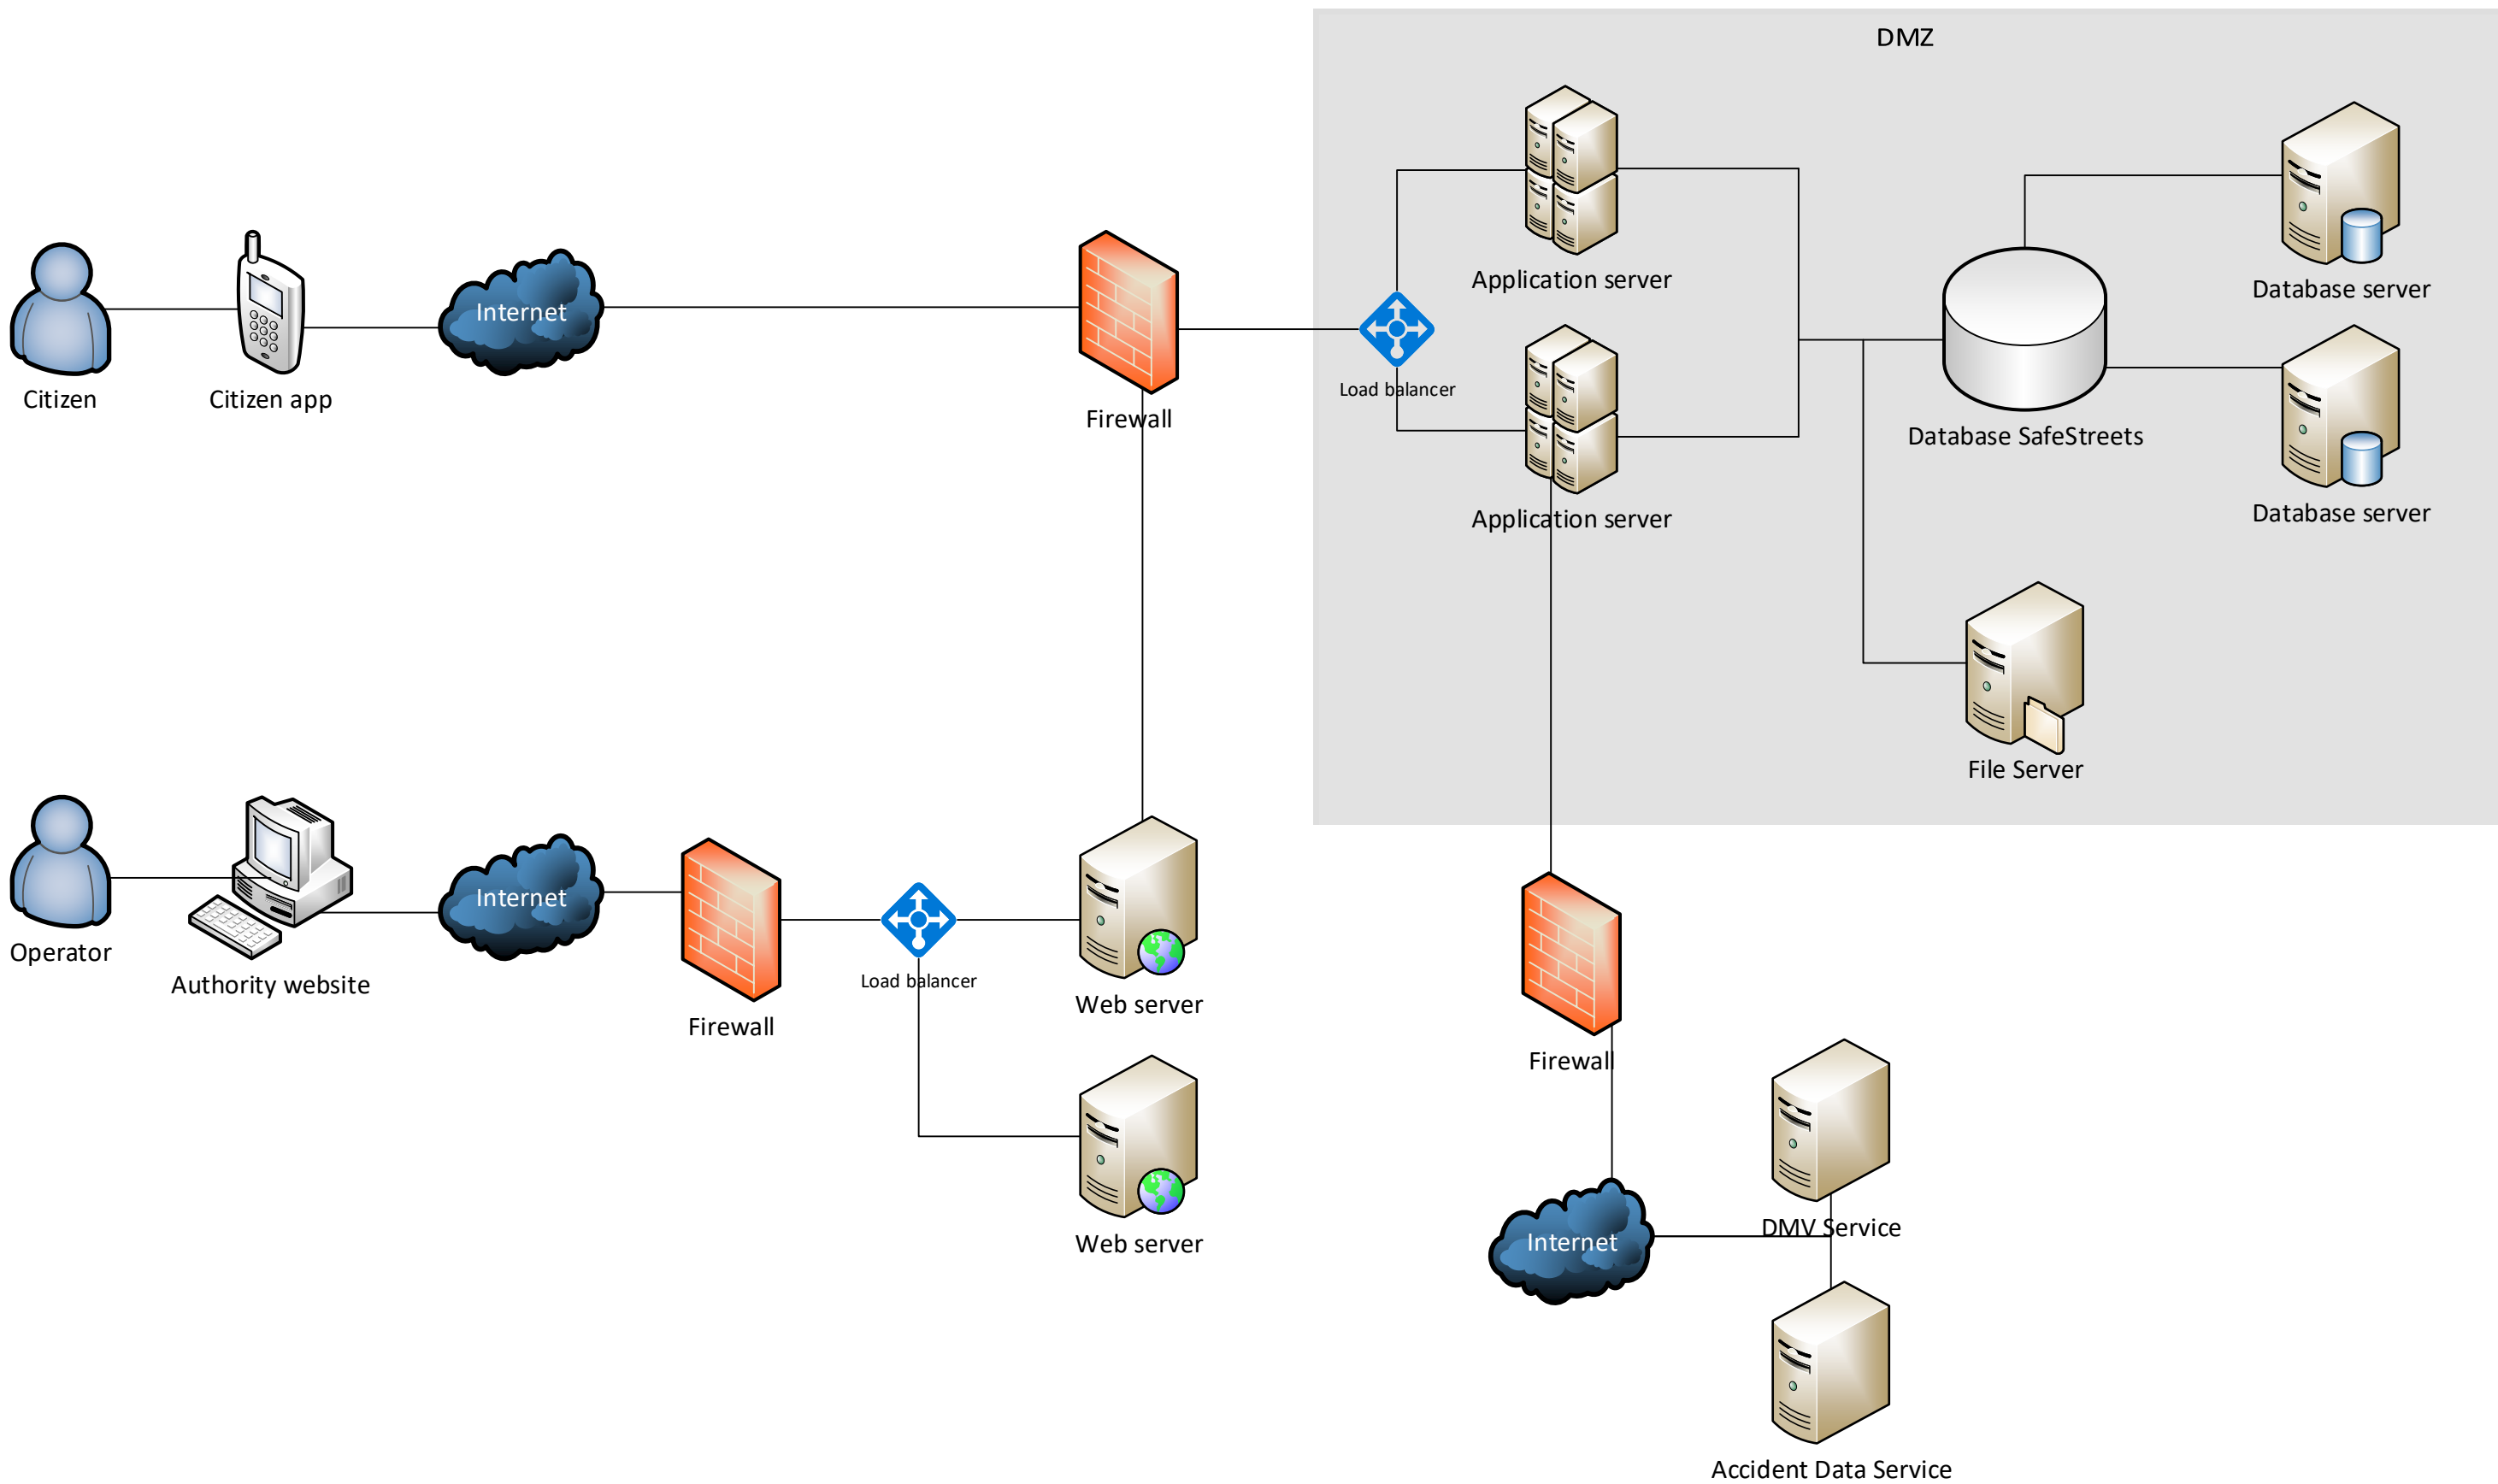 DMZ
Application server
Database server
Internet
Citizen
Citizen app
Firewall
Load balancer
Database SafeStreets
Application server
Database server
File Server
Internet
Operator
Authority website
Load balancer
Web server
Firewall
Firewall
DMV Service
Web server
Internet
Accident Data Service